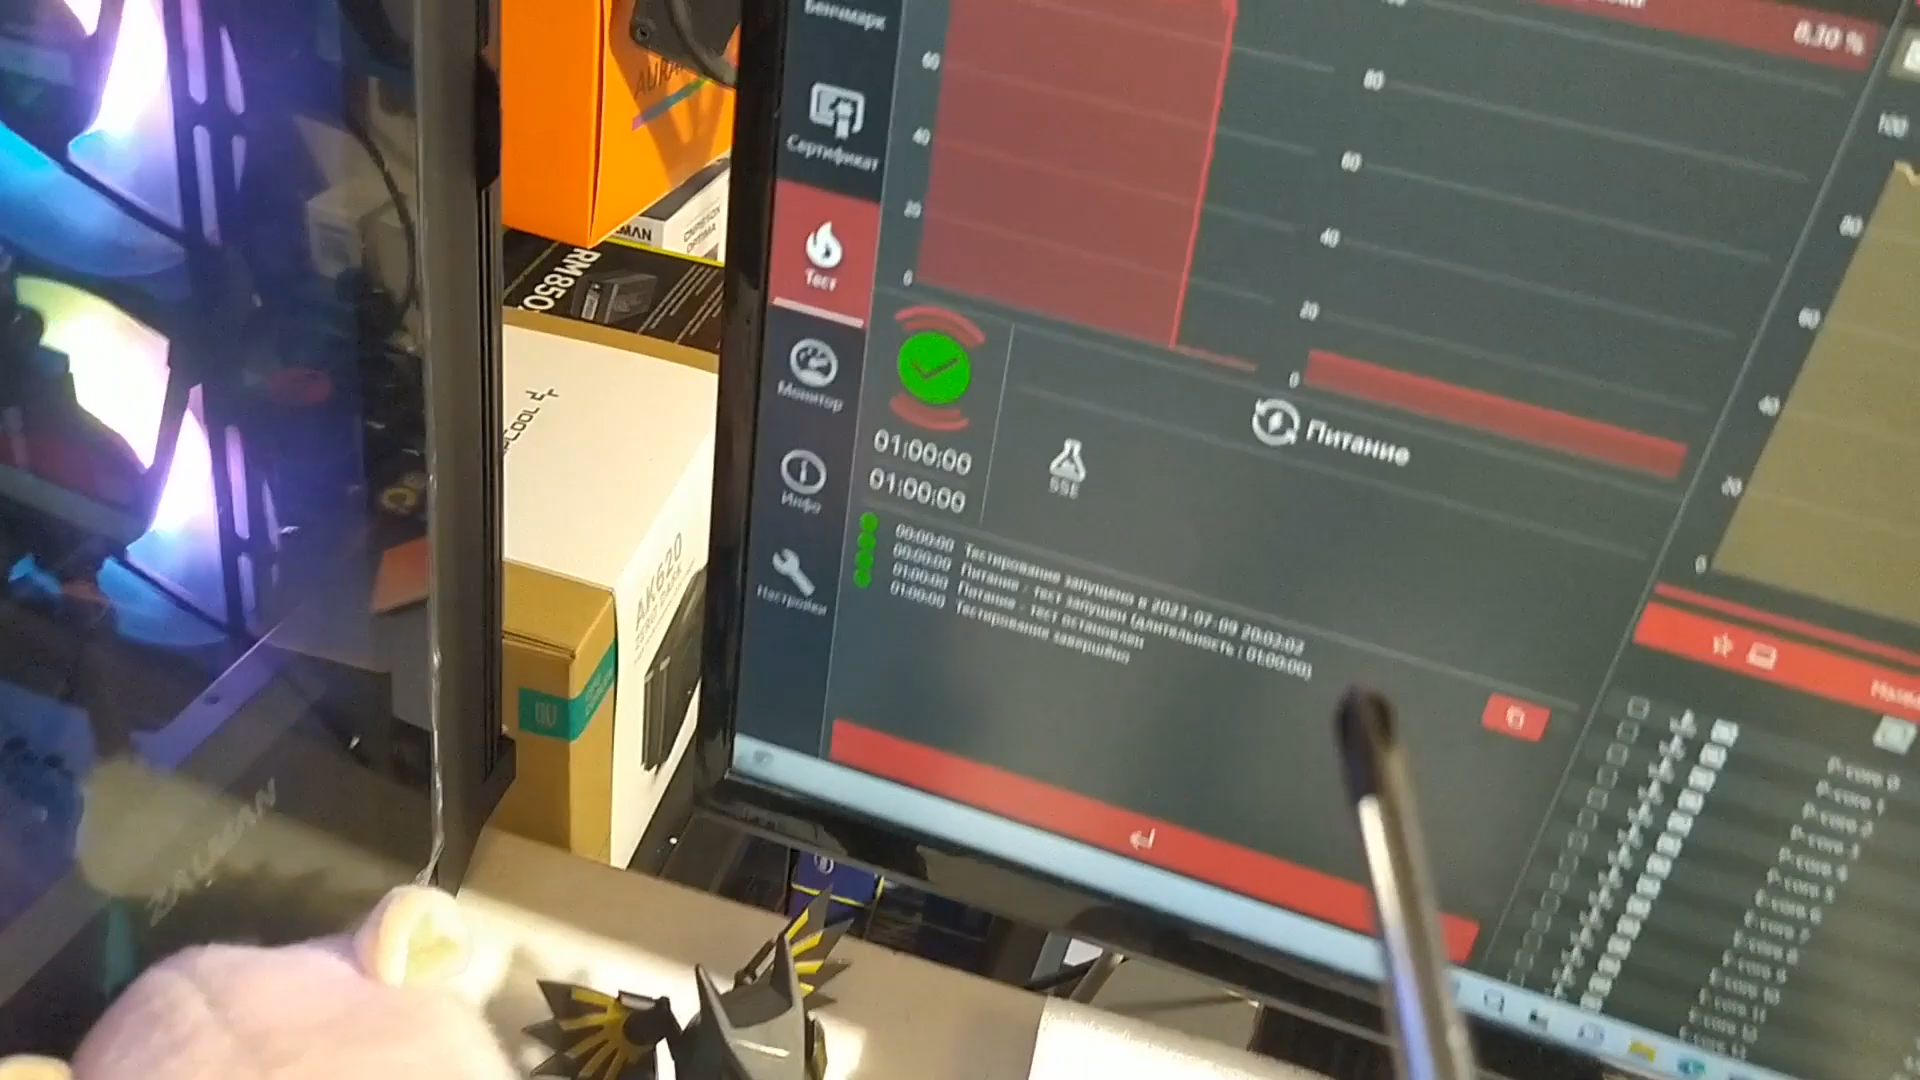 Бенчмарк
Сертификат
Тест
Монитор
Инфо
Настройки
60
40
20
0
80
60
40
20
0
8,30 %
100
80
60
40
20
0
01:00:00
01:00:00
SSE
Питание
00:00:00 Тестирование запущено в 2023-07-09 20:02:02
00:00:00 Питание - тест запущен (длительность : 01:00:00)
01:00:00 Питание - тест остановлен
01:00:00 Тестирование завершено
P-core 0
P-core 1
P-core 2
P-core 3
P-core 4
P-core 5
E-core 6
E-core 7
E-core 8
E-core 9
E-core 10
E-core 11
E-core 12
RM850
AK620
ZERO DARK
CNPS10X
OPTIMA
ZALMAN